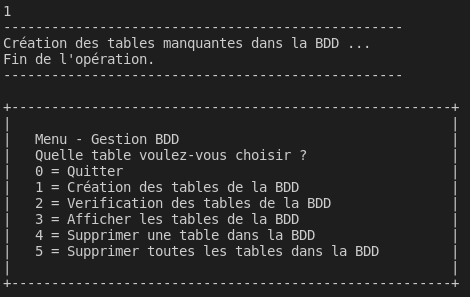 1
--------------------------------------------------
Création des tables manquantes dans la BDD ...
Fin de l'opération.
--------------------------------------------------
+-------------------------------------------------------+
Menu - Gestion BDD
Quelle table voulez-vous choisir ?
0 = Quitter
1 = Création des tables de la BDD
2 = Verification des tables de la BDD
3 = Afficher les tables de la BDD
4 = Supprimer une table dans la BDD
5 = Supprimer toutes les tables dans la BDD
+-------------------------------------------------------+